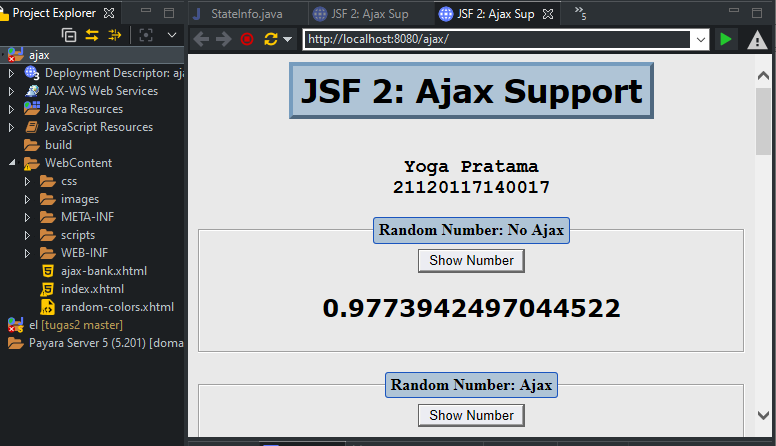 Project Explorer
ajax
Deployment Descriptor: aja
JAX-WS Web Services
Java Resources
JavaScript Resources
build
WebContent
css
images
META-INF
scripts
WEB-INF
ajax-bank.xhtml
index.xhtml
random-colors.xhtml
el [tugas2 master]
Payara Server 5 (5.201) [doma
StateInfo.java
JSF 2: Ajax Sup
JSF 2: Ajax Sup
»5
http://localhost:8080/ajax/
JSF 2: Ajax Support
Yoga Pratama
21120117140017
Random Number: No Ajax
Show Number
0.9773942497044522
Random Number: Ajax
Show Number